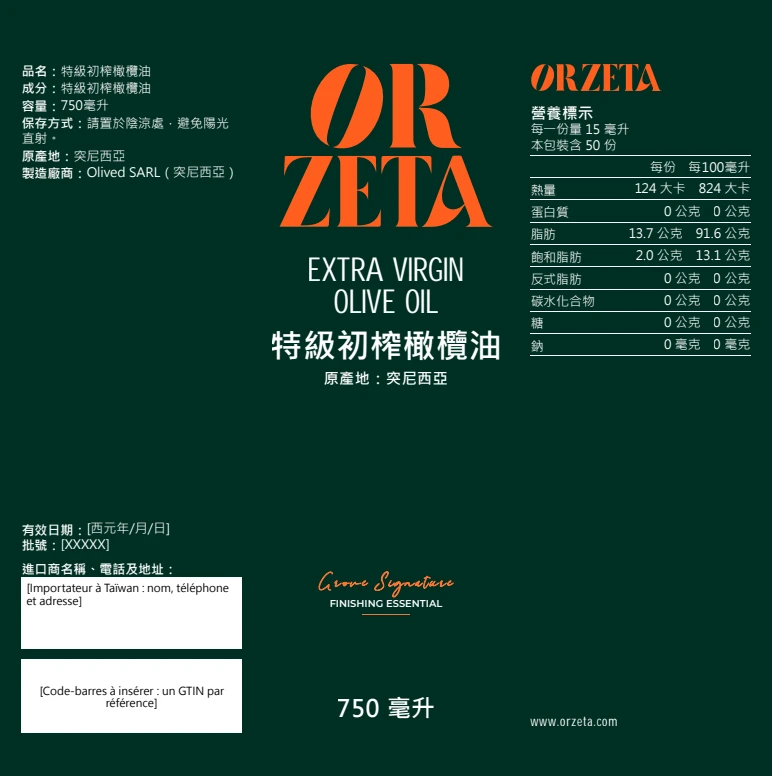 品名：特級初榨橄欖油
成分：特級初榨橄欖油
容量：750毫升
保存方式：請置於陰涼處，避免陽光
直射。
原產地：突尼西亞
製造廠商：Olived SARL（突尼西亞）
有效日期：[西元年/月/日]
批號：[XXXXX]
進口商名稱、電話及地址：
[Importateur à Taïwan : nom, téléphone
et adresse]
[Code-barres à insérer : un GTIN par
référence]
OR
ZETA
EXTRA VIRGIN
OLIVE OIL
特級初榨橄欖油
原產地：突尼西亞
Grove Signature
FINISHING ESSENTIAL
750 毫升
ORZETA
營養標示
每一份量 15 毫升
本包裝含 50 份
每份 每100毫升
熱量 124 大卡 824 大卡
蛋白質 0 公克 0 公克
脂肪 13.7 公克 91.6 公克
飽和脂肪 2.0 公克 13.1 公克
反式脂肪 0 公克 0 公克
碳水化合物 0 公克 0 公克
糖 0 公克 0 公克
鈉 0 毫克 0 毫克
www.orzeta.com